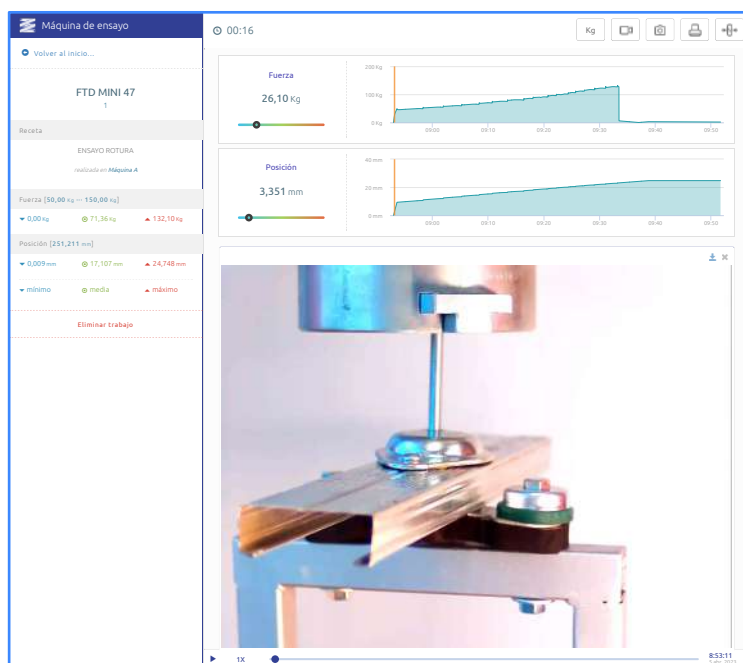 Máquina de ensayo
Volver al inicio...
FTD MINI 47
1
Receta
ENSAYO ROTURA
realizada en Máquina A
Fuerza [50,00 Kg — 150,00 Kg]
0,00 Kg 71,36 Kg 132,10 Kg
Posición [251,211 mm]
0,009 mm 17,107 mm 24,748 mm
mínimo media máximo
Eliminar trabajo
00:16
Kg
Fuerza
26,10 Kg
200 Kg
100 Kg
0 Kg
09:00 09:10 09:20 09:30 09:40 09:50
Posición
3,351 mm
40 mm
20 mm
0 mm
09:00 09:10 09:20 09:30 09:40 09:50
1X
8:53:11